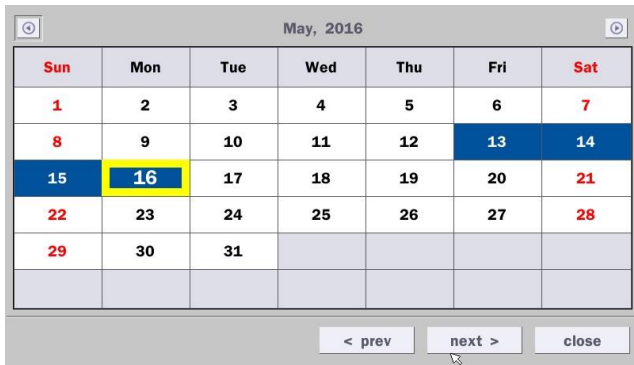 May, 2016
Sun Mon Tue Wed Thu Fri Sat
1 2 3 4 5 6 7
8 9 10 11 12 13 14
15 16 17 18 19 20 21
22 23 24 25 26 27 28
29 30 31
< prev next > close